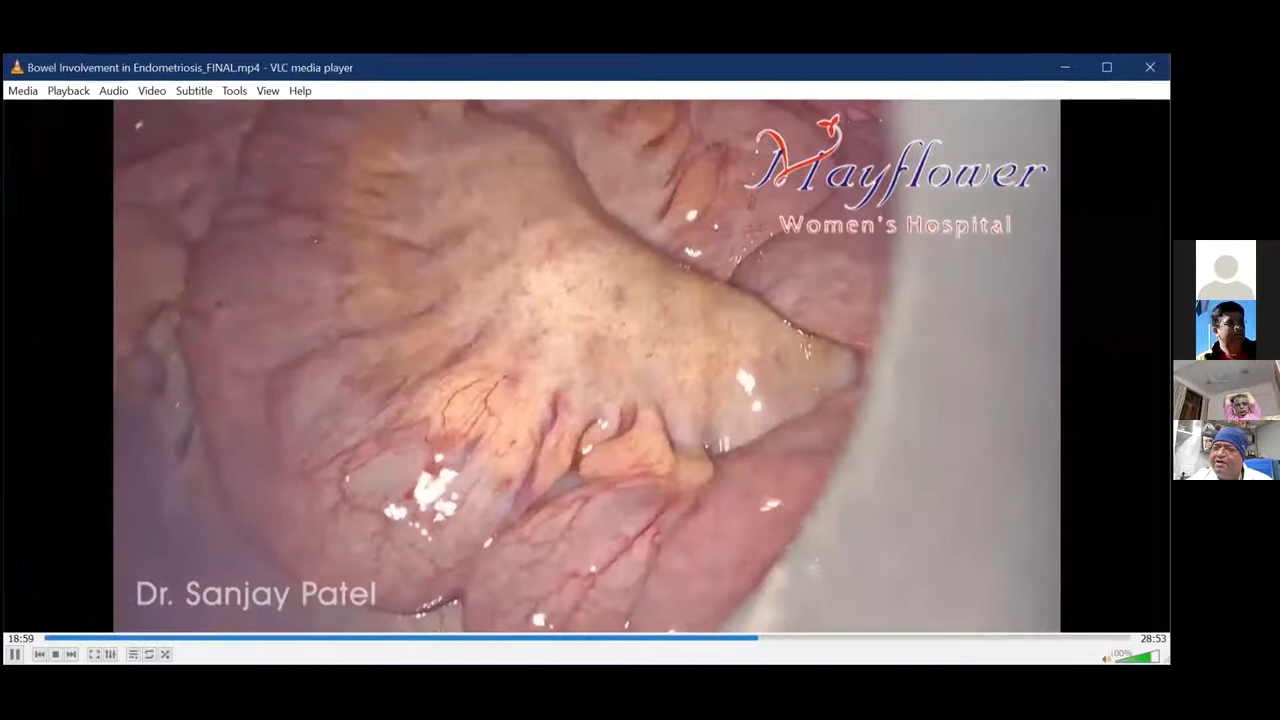 Bowel Involvement in Endometriosis_FINAL.mp4 - VLC media player
Media Playback Audio Video Subtitle Tools View Help
Mayflower
Women's Hospital
Dr. Sanjay Patel
18:59
28:53
100%